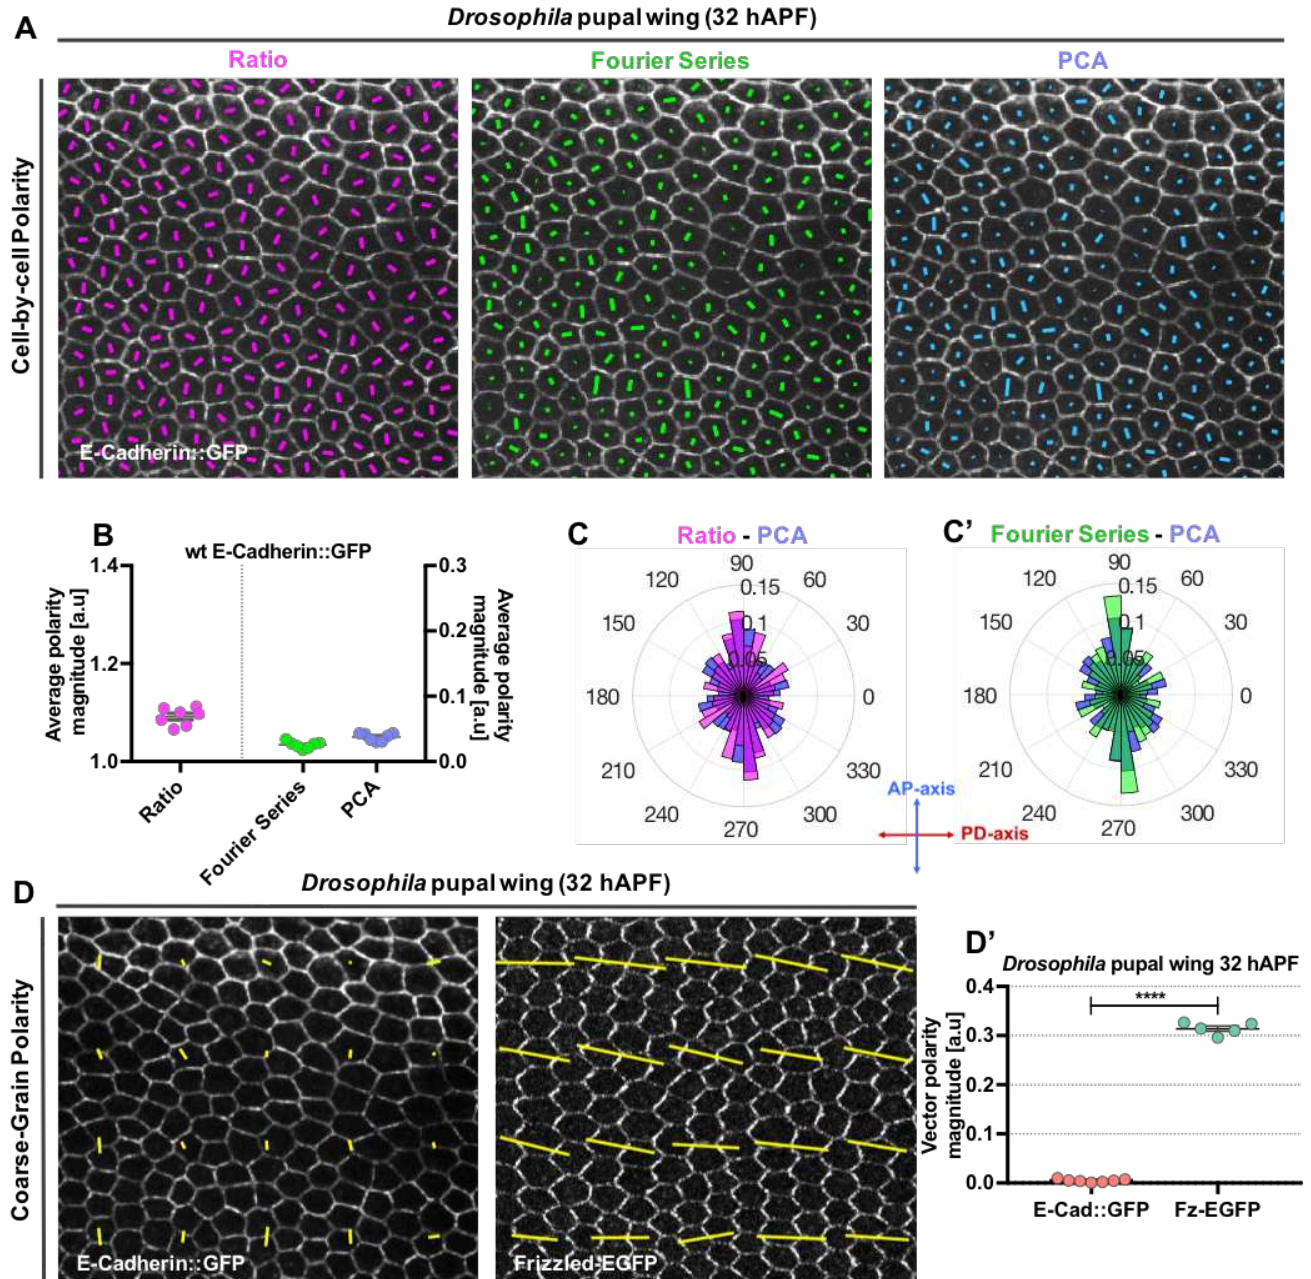 A
Drosophila pupal wing (32 hAPF)
Ratio
Fourier Series
PCA
Cell-by-cell Polarity
E-Cadherin::GFP
B
wt E-Cadherin::GFP
Average polarity
magnitude [a.u]
1.4
1.2
1.0
0.3
0.2
0.1
0.0
Average polarity
magnitude [a.u]
Ratio
Fourier Series
PCA
C
Ratio - PCA
90
120
60
0.15
0.1
0.05
150
30
180
0
210
330
240
300
270
C’
Fourier Series - PCA
90
120
60
0.15
0.1
0.05
150
30
180
0
210
330
240
300
270
AP-axis
PD-axis
D
Drosophila pupal wing (32 hAPF)
Coarse-Grain Polarity
E-Cadherin::GFP
Frizzled-EGFP
D’
Drosophila pupal wing 32 hAPF
Vector polarity
magnitude [a.u]
0.4
0.3
0.2
0.1
0.0
****
E-Cad::GFP
Fz-EGFP